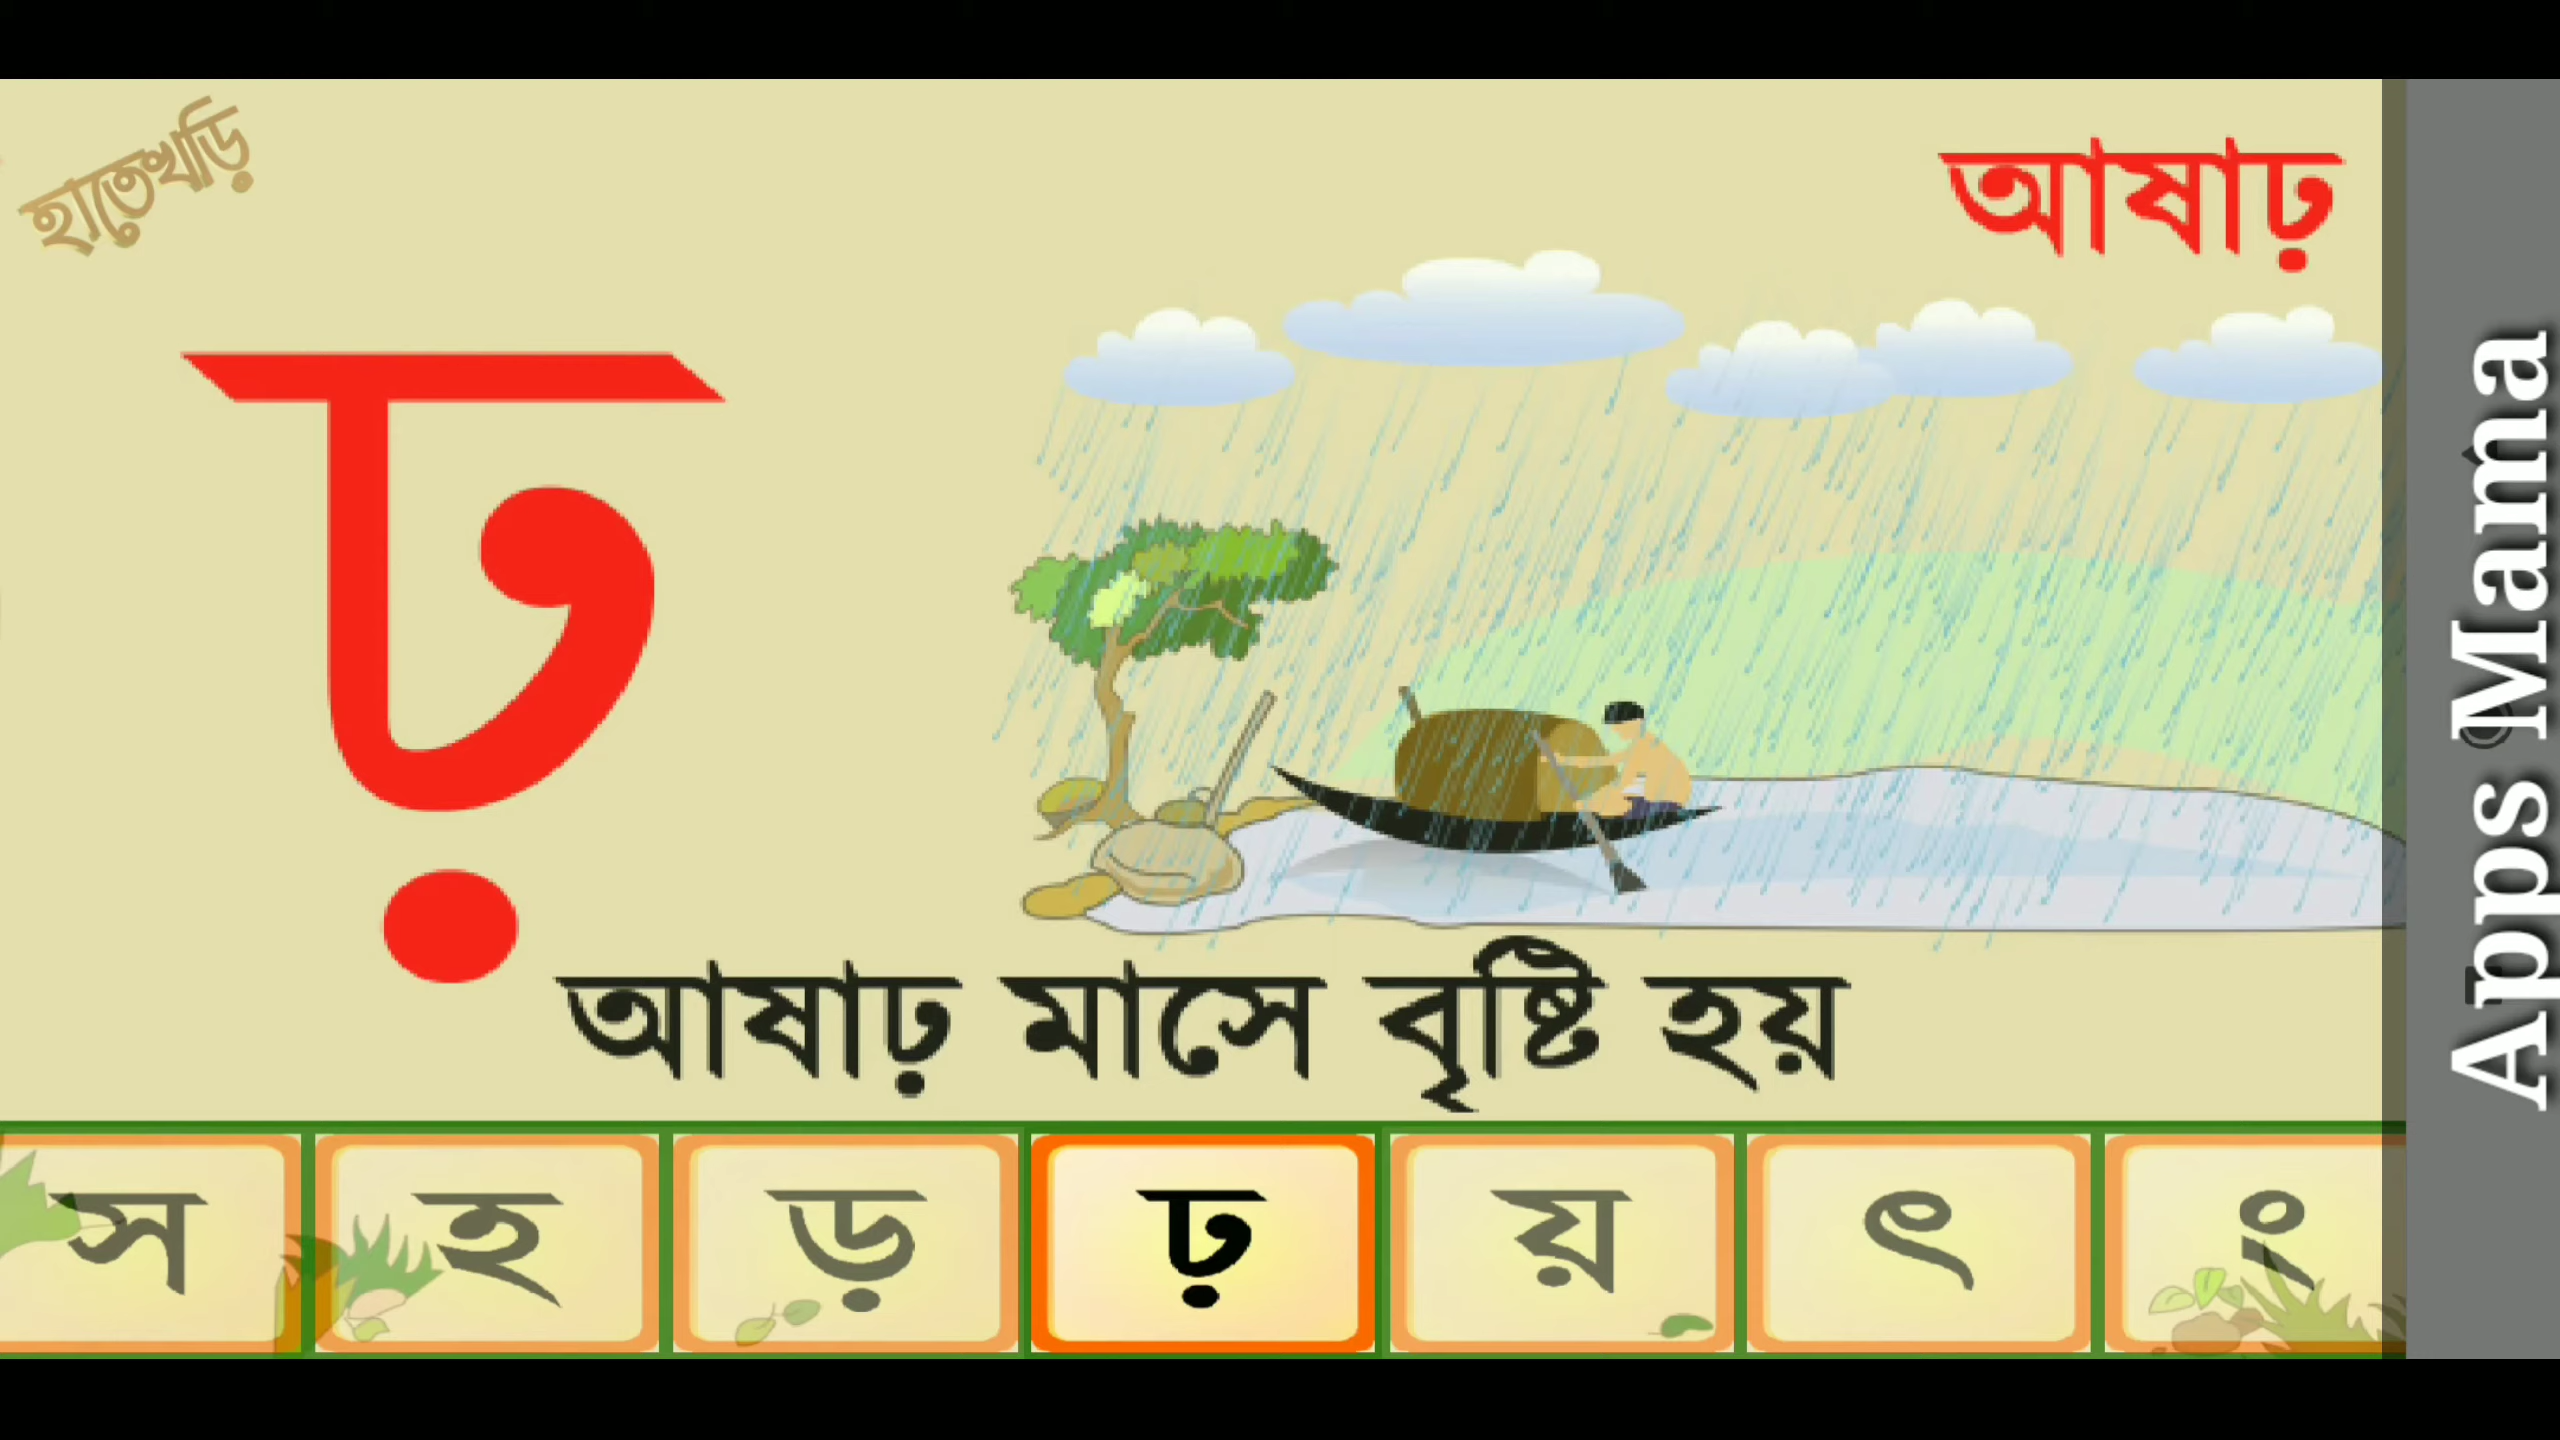 হাতেখড়ি
আষাঢ়
ঢ়
আষাঢ় মাসে বৃষ্টি হয়
স হ ড় ঢ় য় ৎ ং
Apps Mama